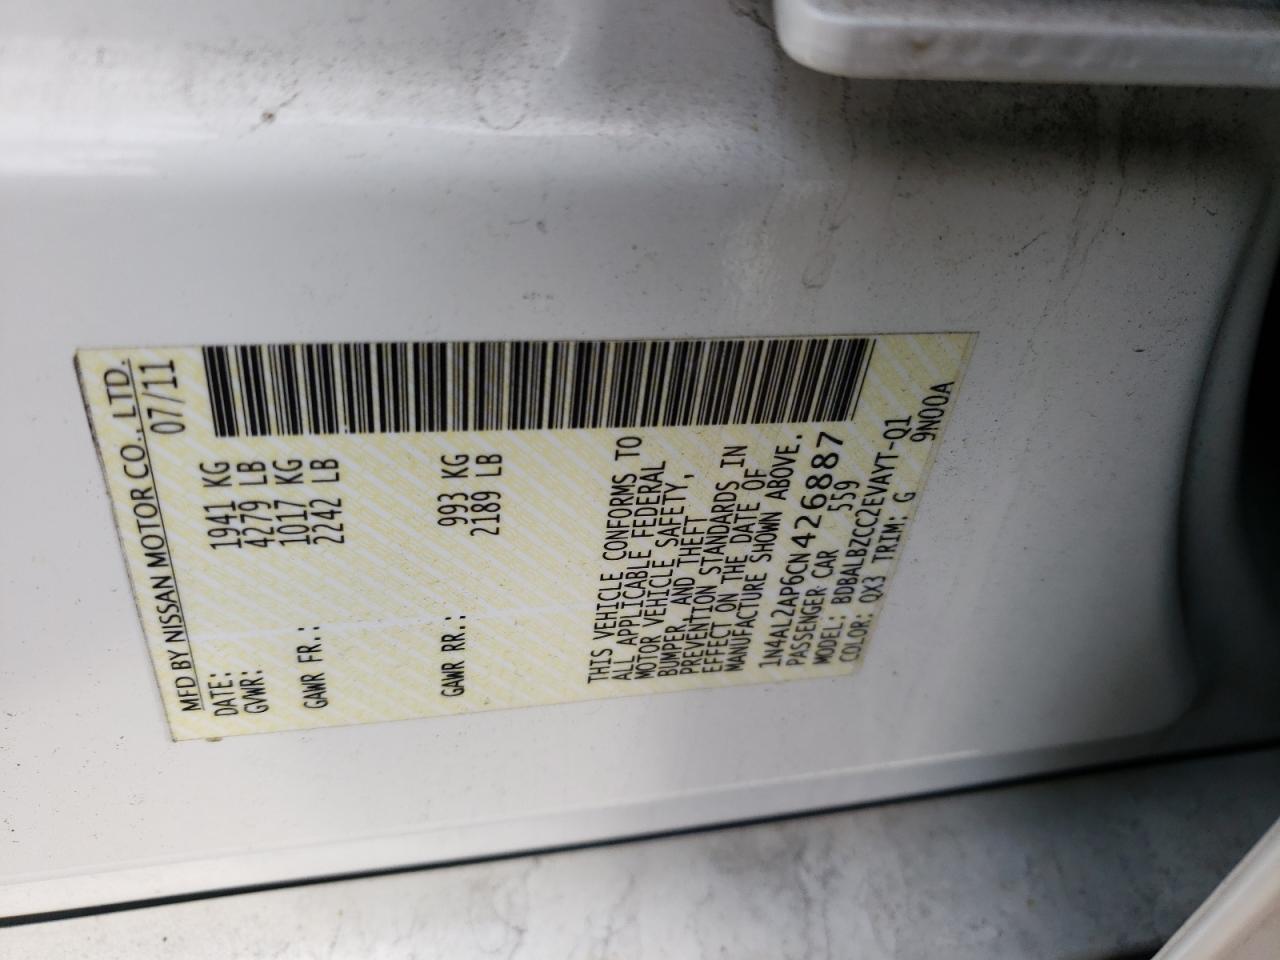 MFD BY NISSAN MOTOR CO., LTD.
DATE: 07/11
GVWR: 1941 KG
4279 LB
GAWR FR.: 1017 KG
2242 LB
GAWR RR.: 993 KG
2189 LB
THIS VEHICLE CONFORMS TO
ALL APPLICABLE FEDERAL
MOTOR VEHICLE SAFETY,
BUMPER, AND THEFT
PREVENTION STANDARDS IN
EFFECT ON THE DATE OF
MANUFACTURE SHOWN ABOVE.
1N4AL2AP6CN426887
PASSENGER CAR 559
MODEL: BDBALBZCC2EVAYT-Q1
COLOR: QX3 TRIM: G 9N00A